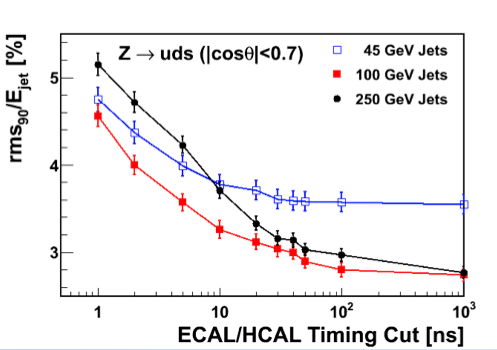 Z → uds (|cosθ|<0.7)
45 GeV Jets
100 GeV Jets
250 GeV Jets
rms₉₀/E_jet [%]
5
4
3
1
10
10²
10³
ECAL/HCAL Timing Cut [ns]